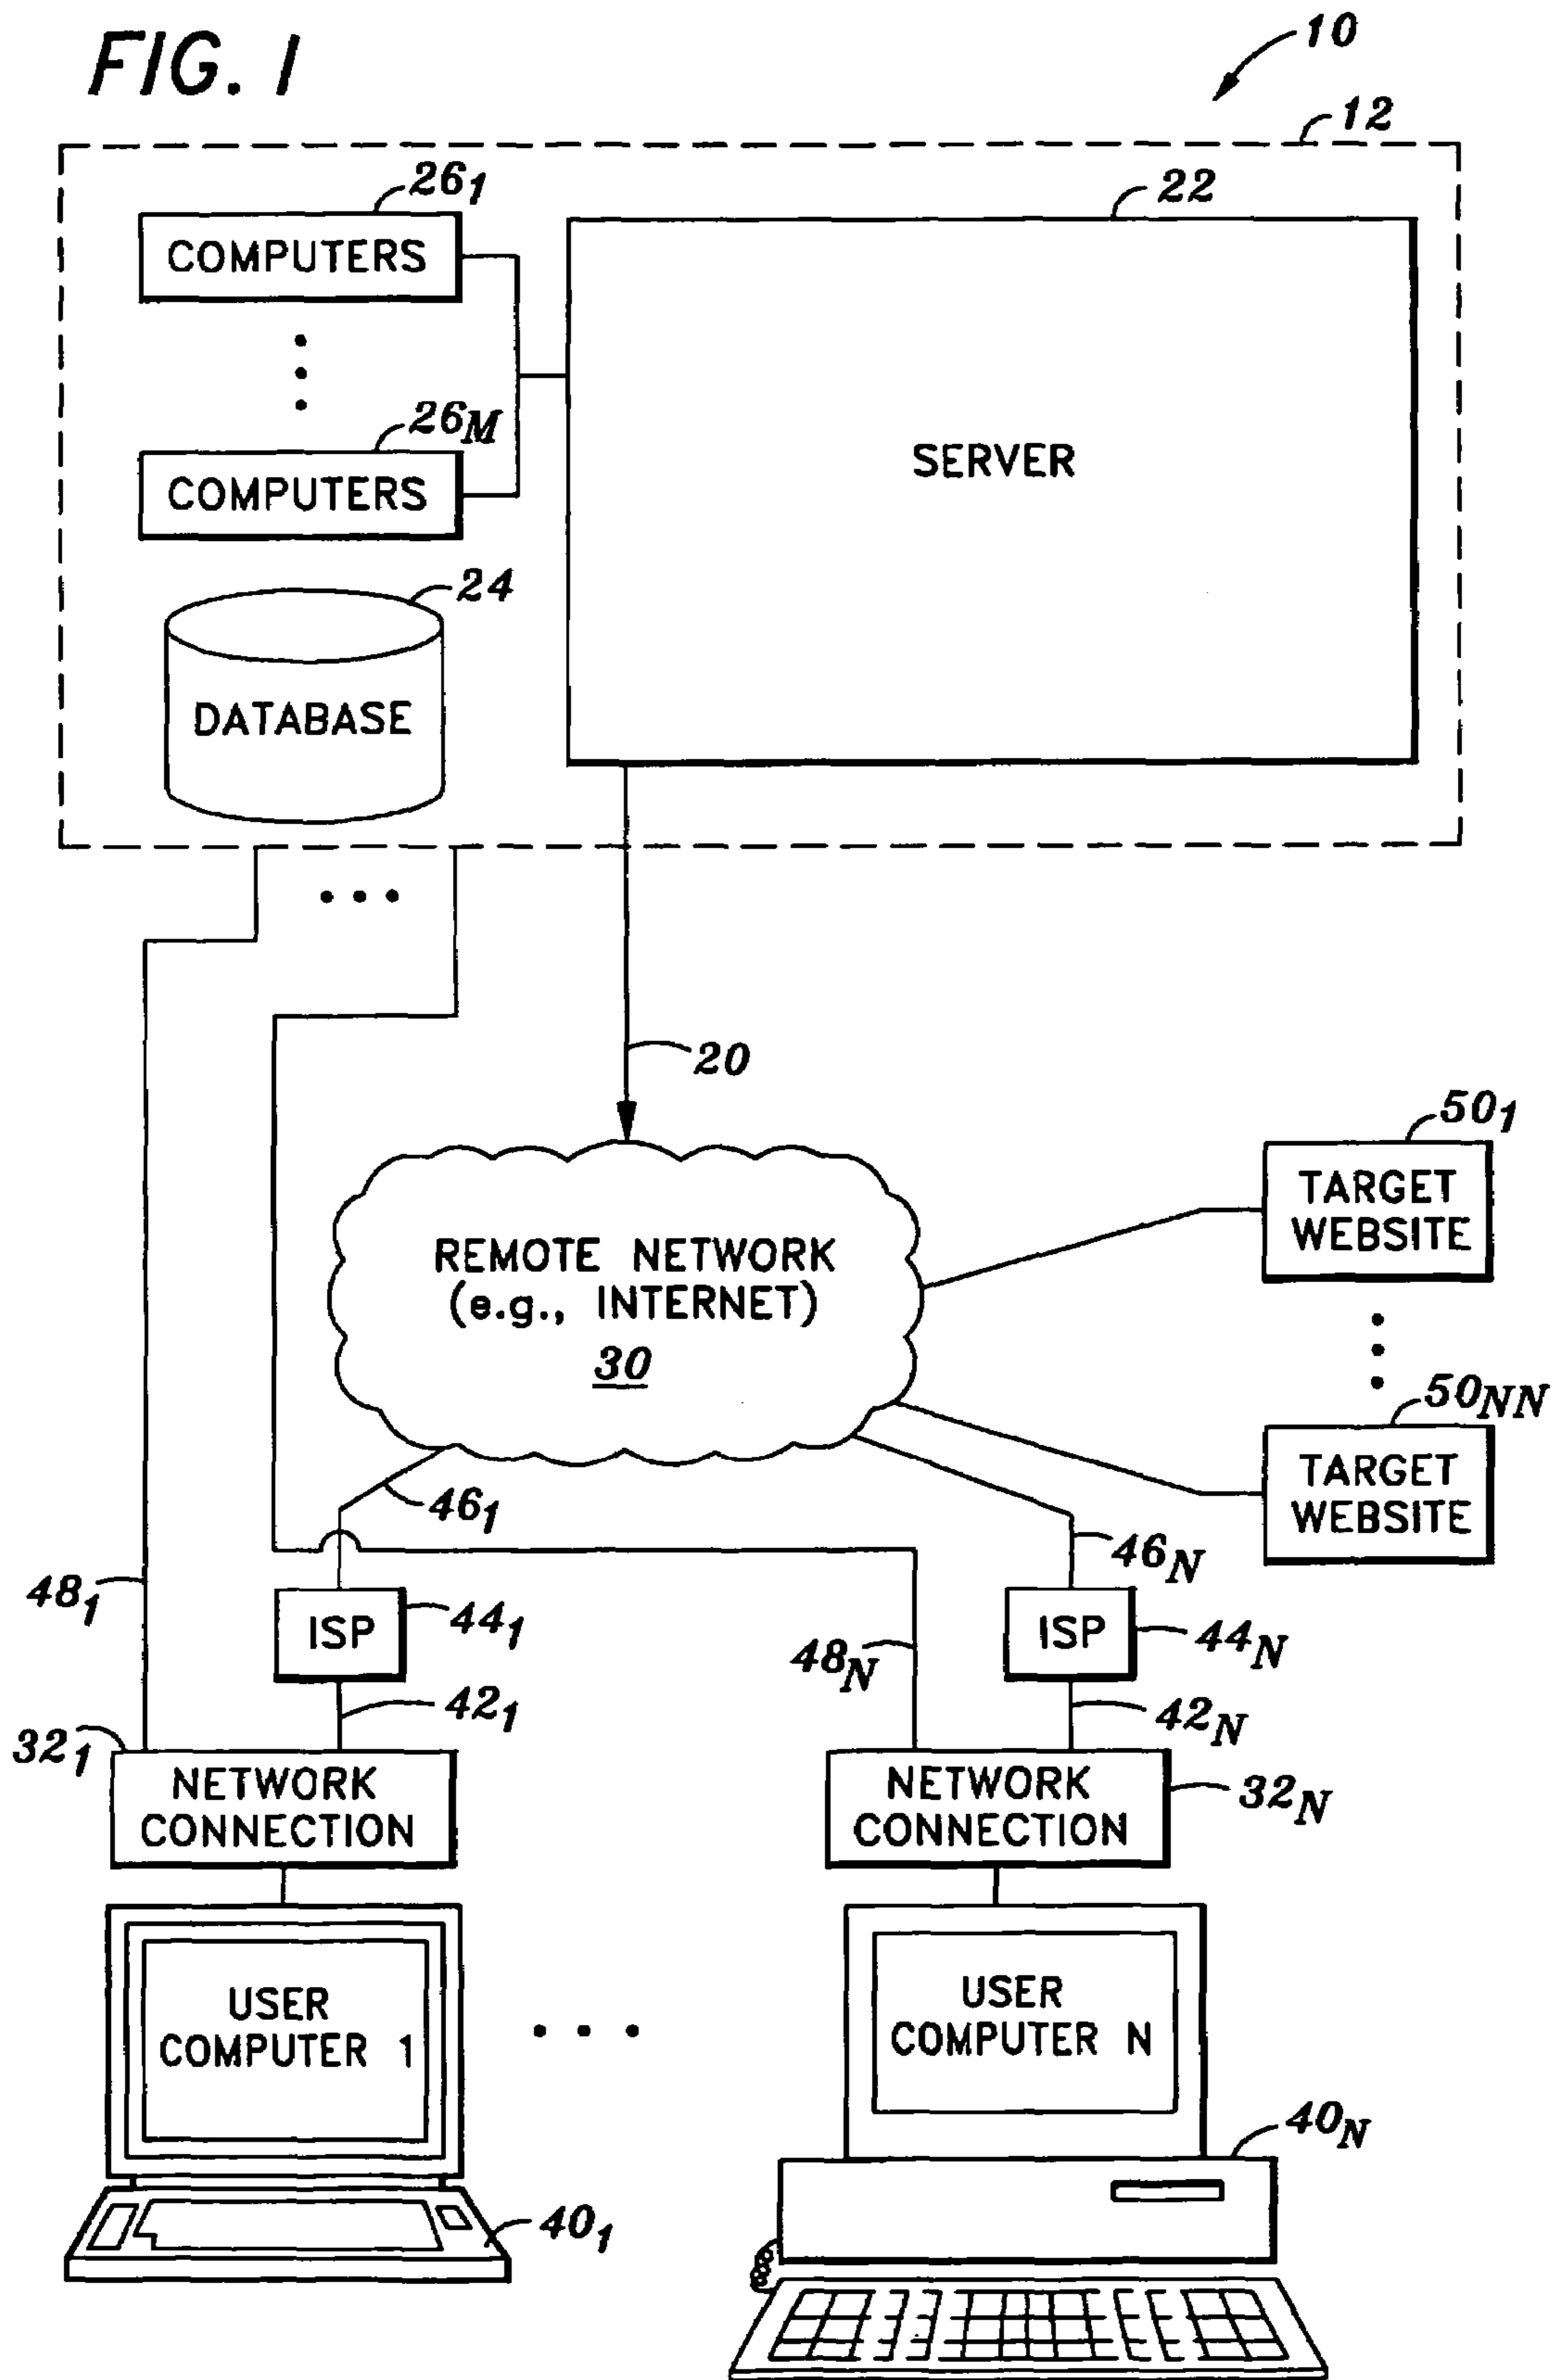 FIG. 1
10
12
26₁
22
COMPUTERS
26M
COMPUTERS
SERVER
24
DATABASE
20
50₁
TARGET
WEBSITE
REMOTE NETWORK
(e.g., INTERNET)
30
50NN
TARGET
WEBSITE
46₁
46N
48₁
ISP
44₁
48N
ISP
44N
42₁
42N
32₁
NETWORK
CONNECTION
NETWORK
CONNECTION
32N
USER
COMPUTER 1
USER
COMPUTER N
40N
40₁